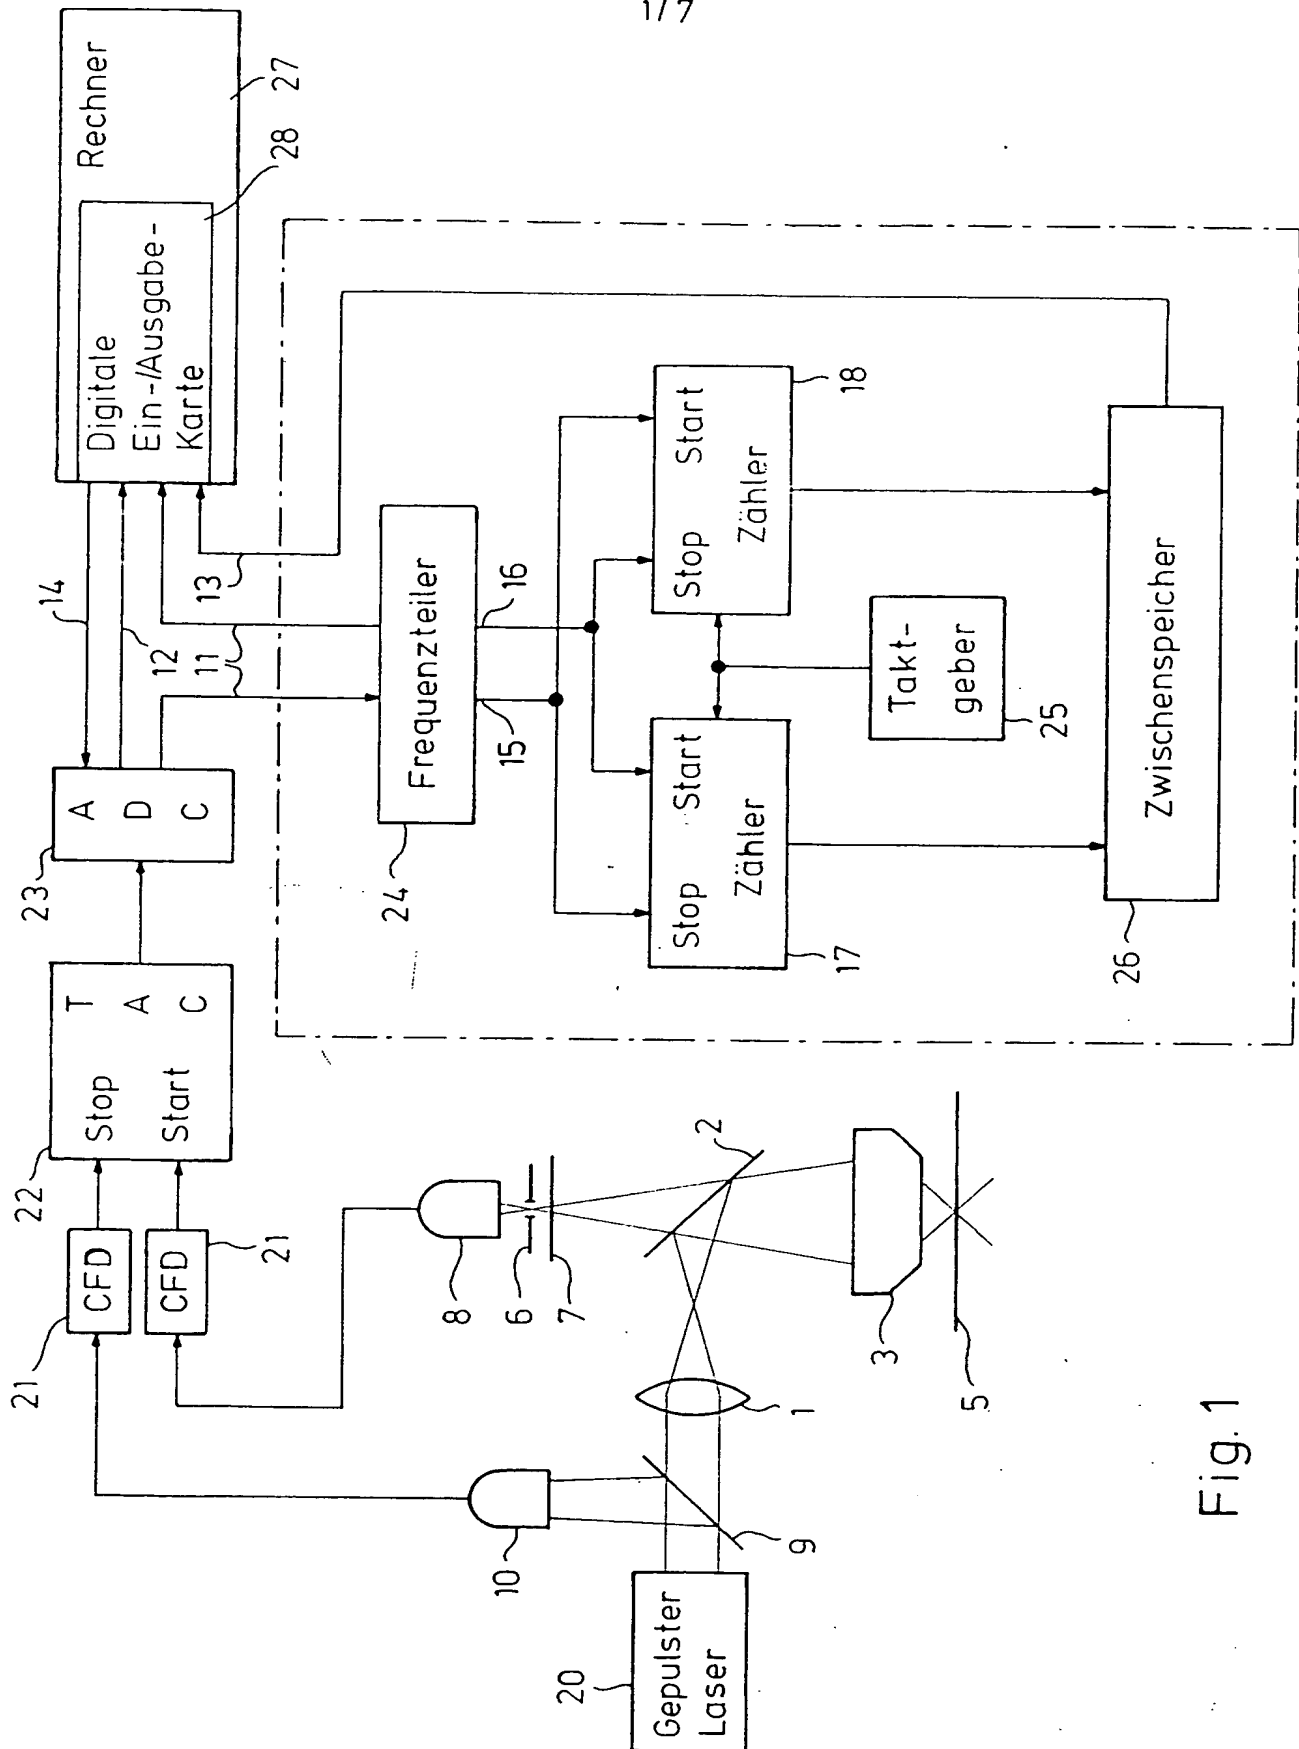 1/7
Rechner
27
28
Digitale
Ein-/Ausgabe-
Karte
14
12
11
13
23
A
D
C
22
T
A
C
Stop
Start
21
CFD
CFD
21
24
Frequenzteiler
15
16
Stop
Start
Zähler
17
Stop
Start
Zähler
18
Takt-
geber
25
Zwischenspeicher
26
20
Gepulster
Laser
10
9
1
8
6
7
2
3
5
Fig. 1